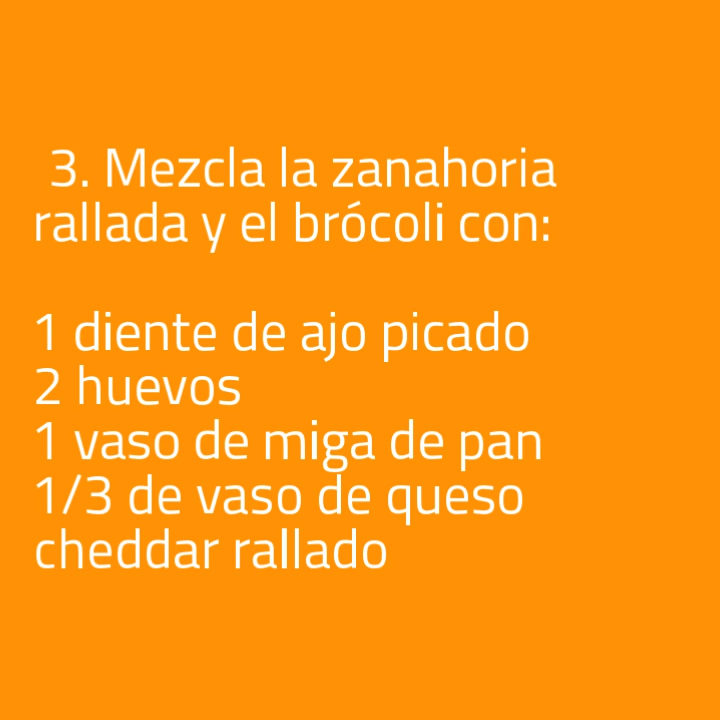 3. Mezcla la zanahoria
rallada y el brócoli con:
1 diente de ajo picado
2 huevos
1 vaso de miga de pan
1/3 de vaso de queso
cheddar rallado